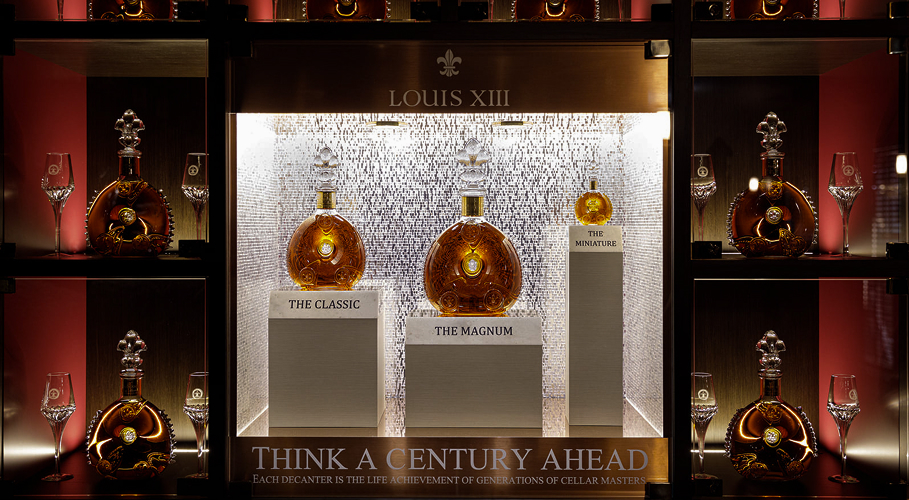 LOUIS XIII
THE CLASSIC
THE MAGNUM
THE
MINIATURE
THINK A CENTURY AHEAD
EACH DECANTER IS THE LIFE ACHIEVEMENT OF GENERATIONS OF CELLAR MASTERS